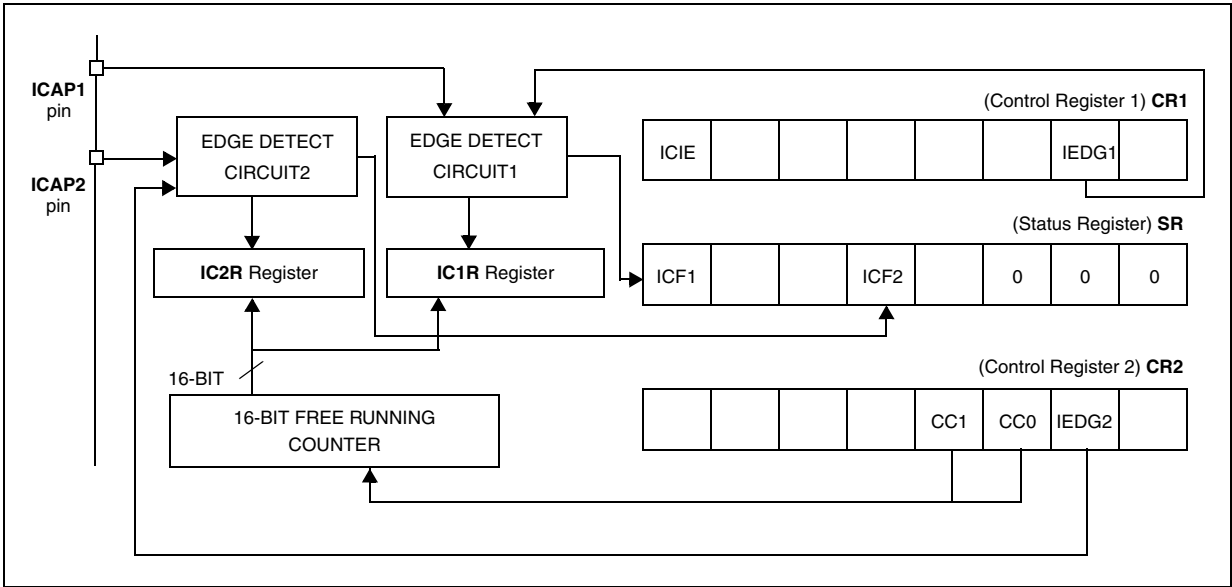 ICAP1
pin
ICAP2
pin
EDGE DETECT
CIRCUIT2
EDGE DETECT
CIRCUIT1
IC2R Register
IC1R Register
16-BIT
16-BIT FREE RUNNING
COUNTER
(Control Register 1) CR1
ICIE IEDG1
(Status Register) SR
ICF1 ICF2 0 0 0
(Control Register 2) CR2
CC1 CC0 IEDG2